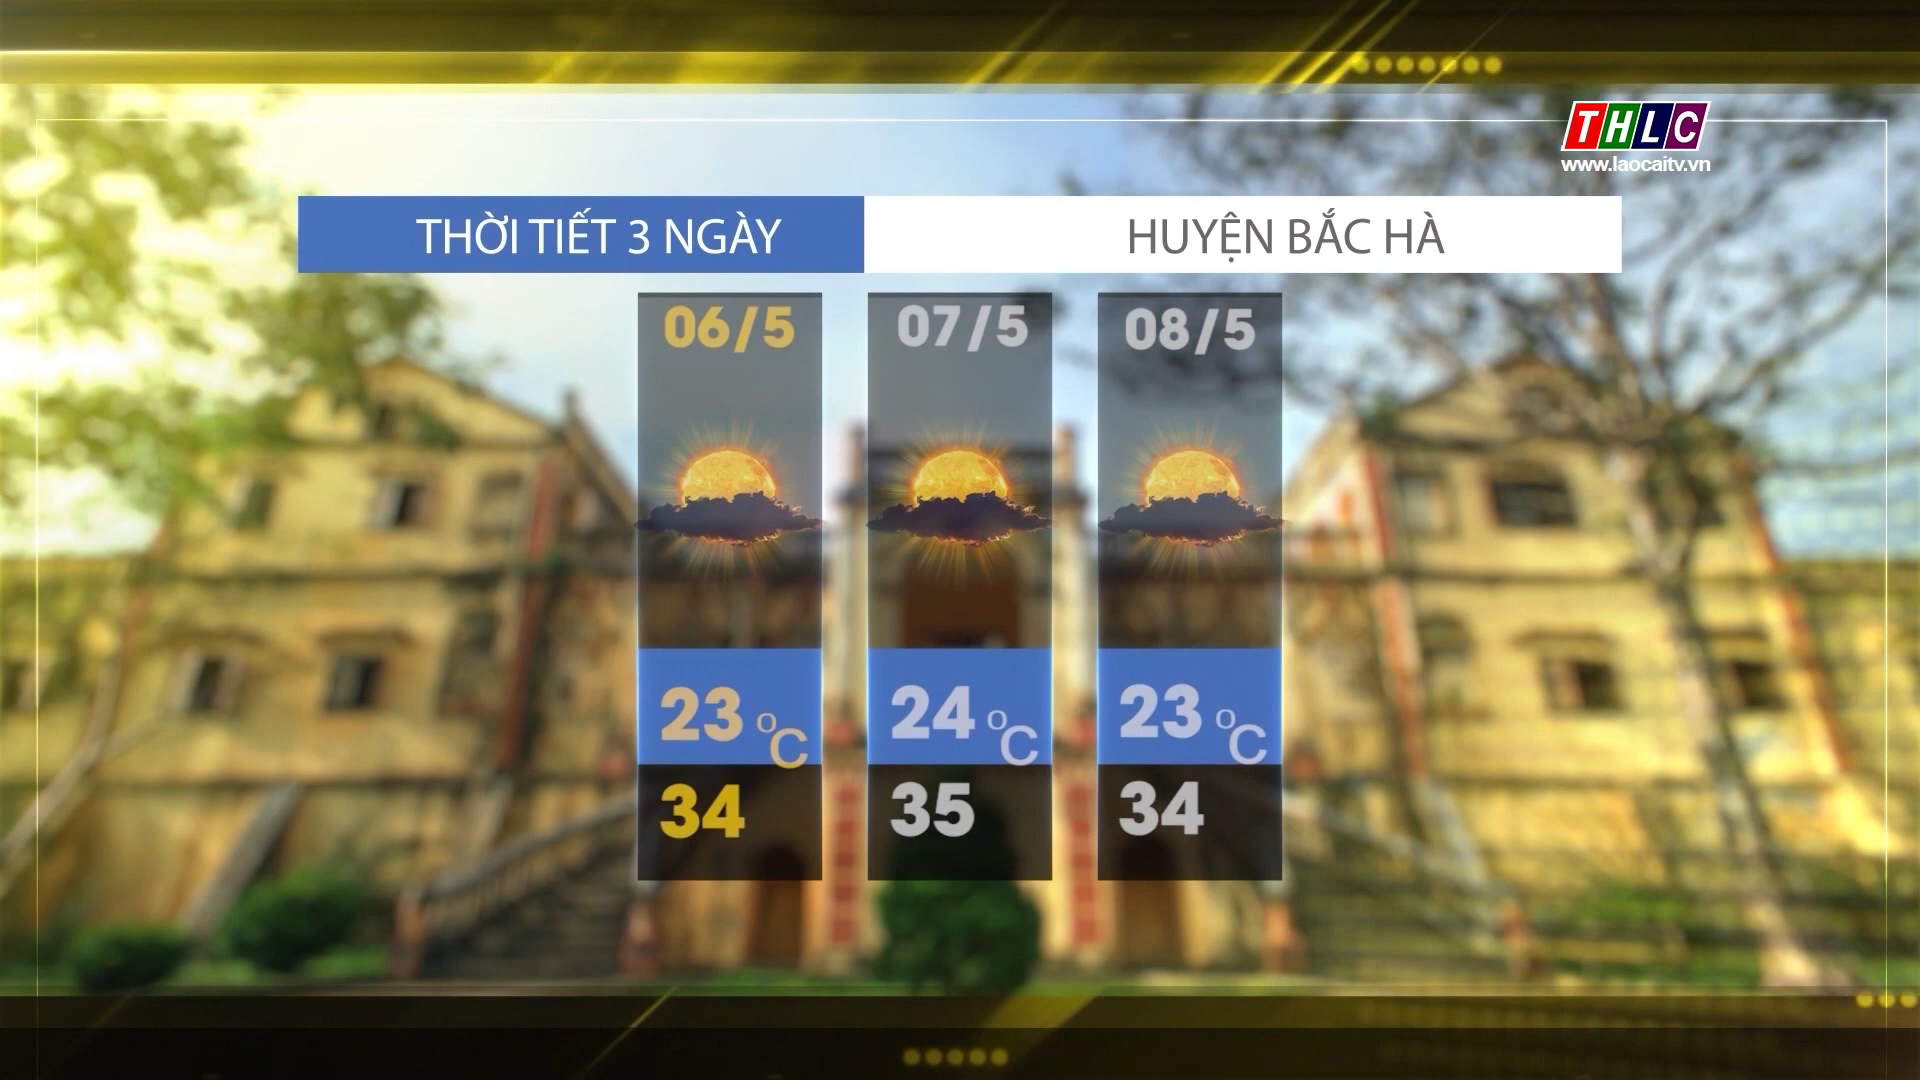 THLC
www.laocaitv.vn
THỜI TIẾT 3 NGÀY
HUYỆN BẮC HÀ
06/5
07/5
08/5
23 °C
24 °C
23 °C
34
35
34